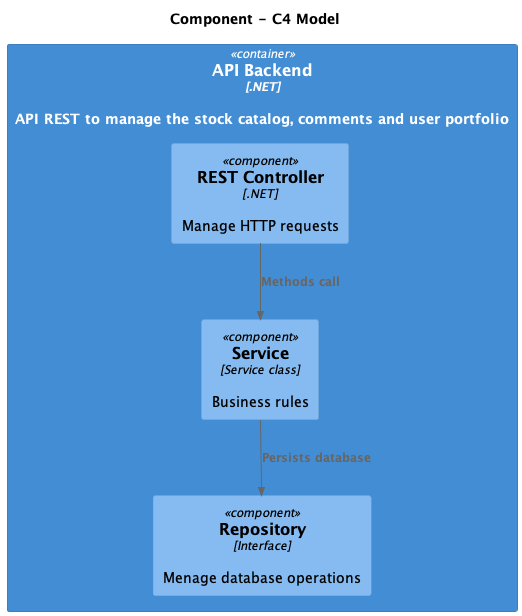 Component - C4 Model
«container»
API Backend
[.NET]
API REST to manage the stock catalog, comments and user portfolio
«component»
REST Controller
[.NET]
Manage HTTP requests
Methods call
«component»
Service
[Service class]
Business rules
Persists database
«component»
Repository
[Interface]
Menage database operations